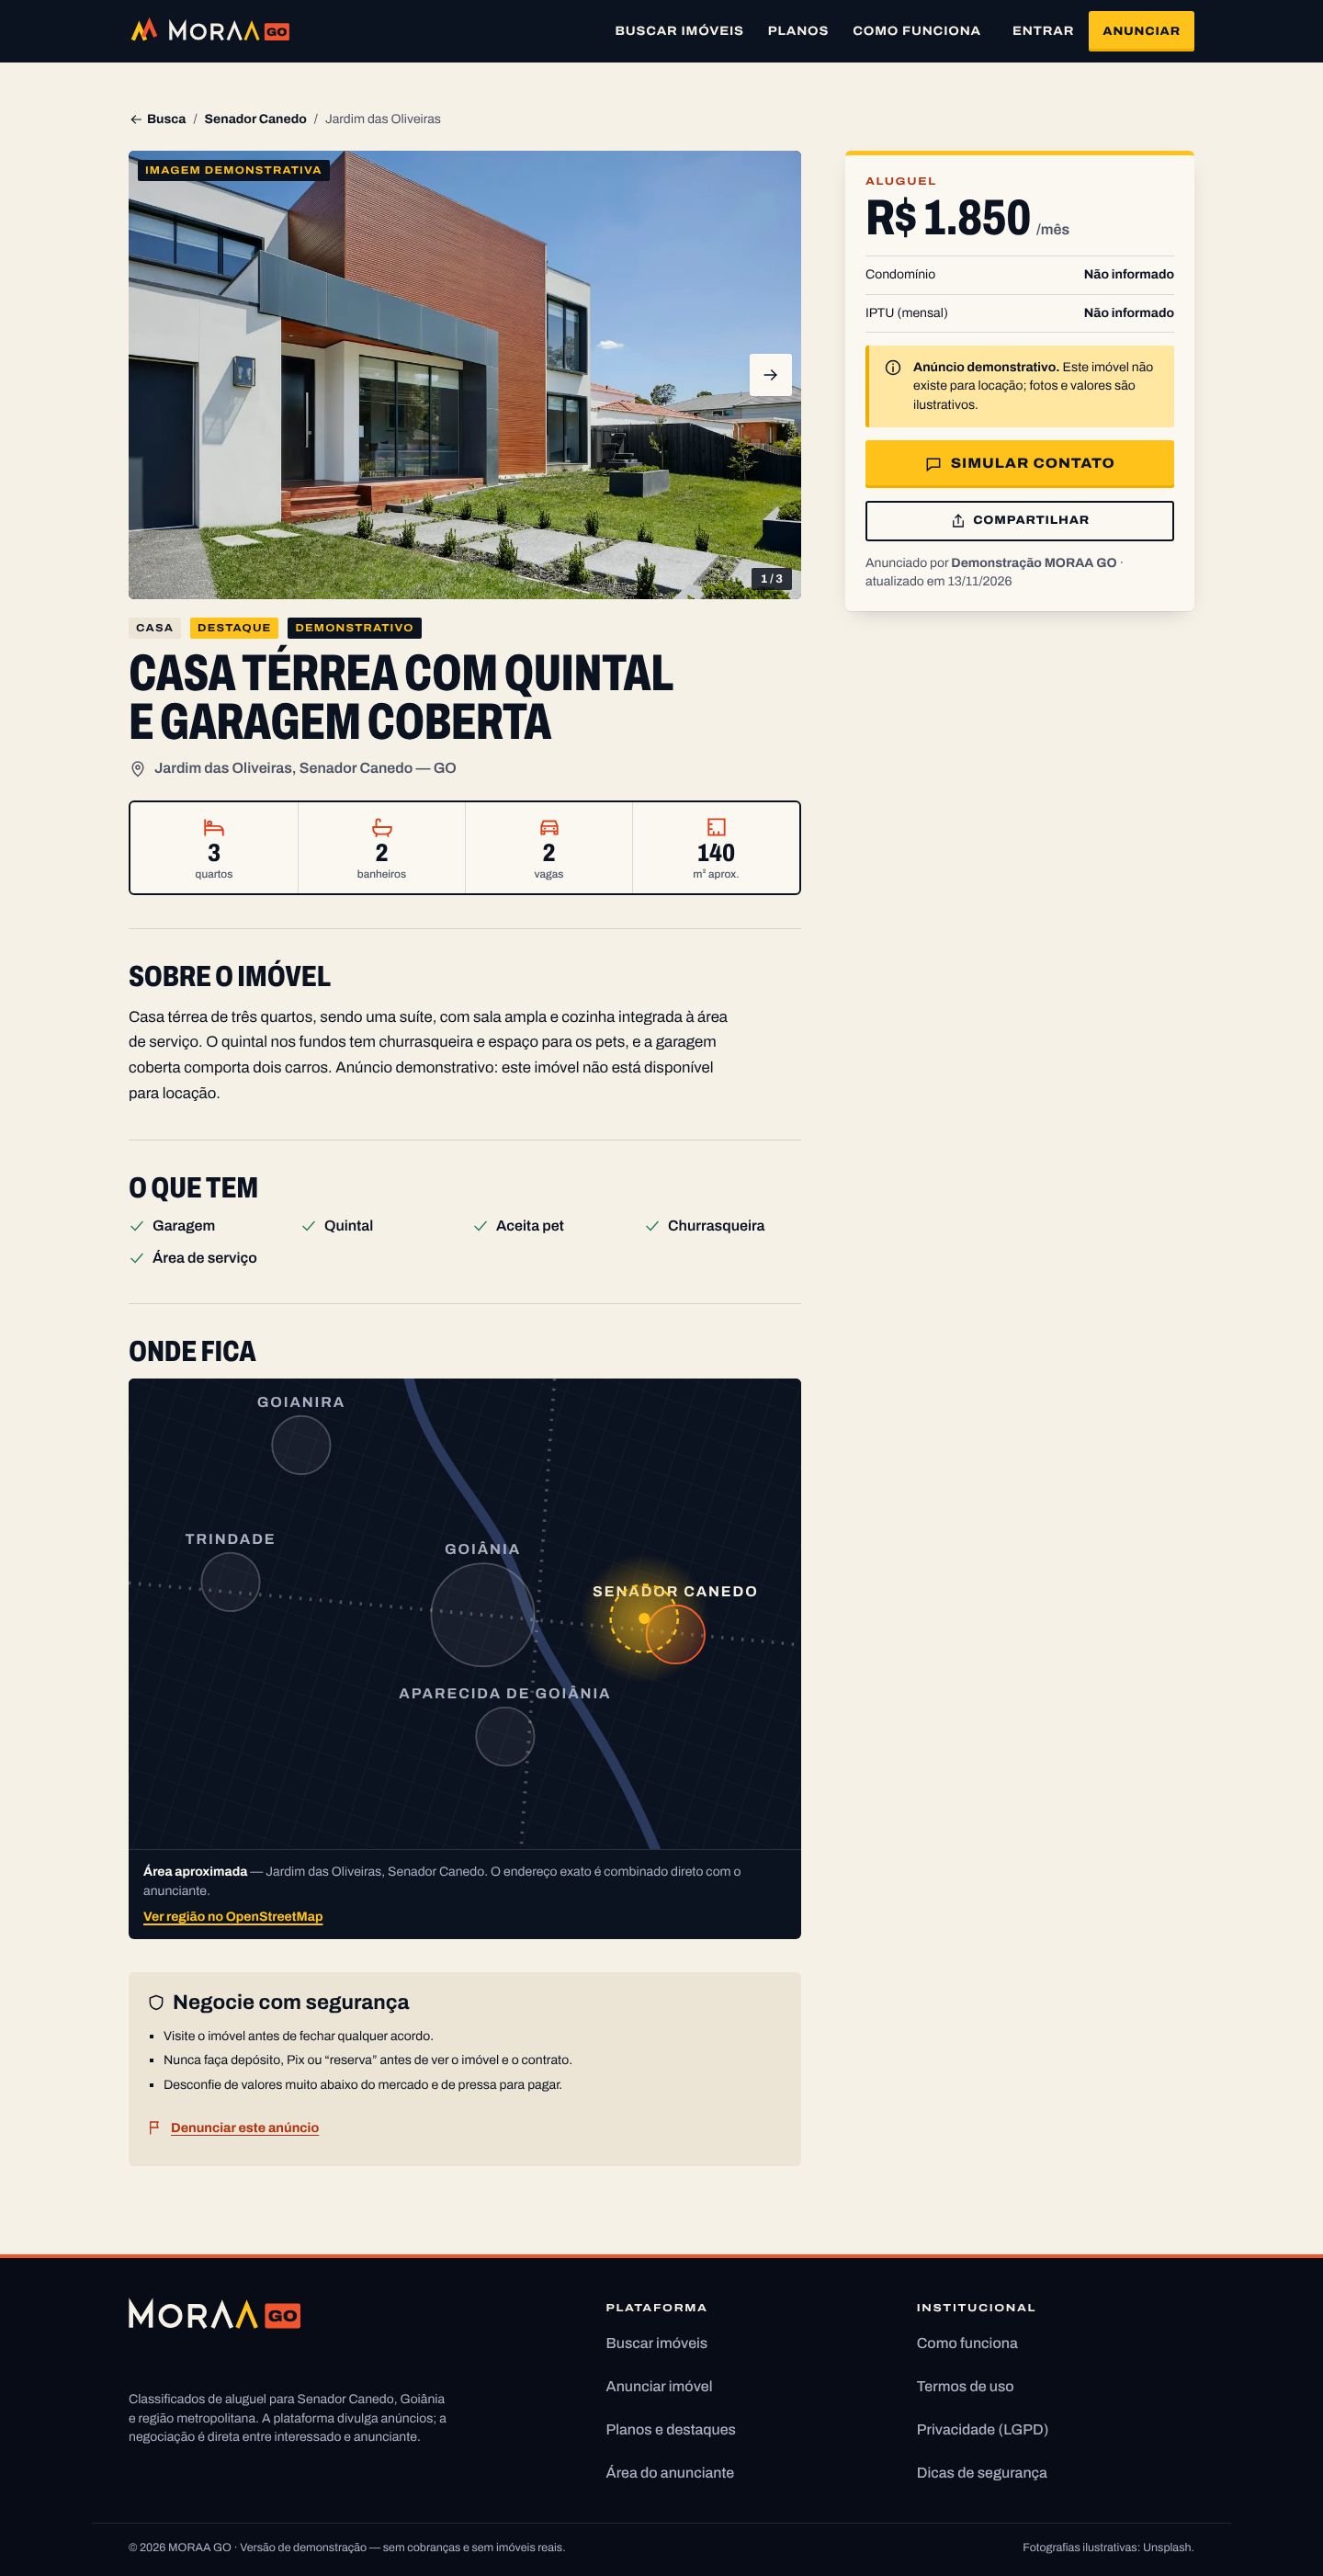 MORAA GO
BUSCAR IMÓVEIS
PLANOS
COMO FUNCIONA
ENTRAR
ANUNCIAR
← Busca / Senador Canedo / Jardim das Oliveiras
IMAGEM DEMONSTRATIVA
1 / 3
ALUGUEL
R$ 1.850 /mês
Condomínio Não informado
IPTU (mensal) Não informado
Anúncio demonstrativo. Este imóvel não
existe para locação; fotos e valores são
ilustrativos.
SIMULAR CONTATO
COMPARTILHAR
Anunciado por Demonstração MORAA GO ·
atualizado em 13/11/2026
CASA
DESTAQUE
DEMONSTRATIVO
CASA TÉRREA COM QUINTAL
E GARAGEM COBERTA
Jardim das Oliveiras, Senador Canedo — GO
3
quartos
2
banheiros
2
vagas
140
m² aprox.
SOBRE O IMÓVEL
Casa térrea de três quartos, sendo uma suíte, com sala ampla e cozinha integrada à área
de serviço. O quintal nos fundos tem churrasqueira e espaço para os pets, e a garagem
coberta comporta dois carros. Anúncio demonstrativo: este imóvel não está disponível
para locação.
O QUE TEM
Garagem
Quintal
Aceita pet
Churrasqueira
Área de serviço
ONDE FICA
GOIANIRA
TRINDADE
GOIÂNIA
SENADOR CANEDO
APARECIDA DE GOIÂNIA
Área aproximada — Jardim das Oliveiras, Senador Canedo. O endereço exato é combinado direto com o
anunciante.
Ver região no OpenStreetMap
Negocie com segurança
▪ Visite o imóvel antes de fechar qualquer acordo.
▪ Nunca faça depósito, Pix ou “reserva” antes de ver o imóvel e o contrato.
▪ Desconfie de valores muito abaixo do mercado e de pressa para pagar.
Denunciar este anúncio
MORAA GO
Classificados de aluguel para Senador Canedo, Goiânia
e região metropolitana. A plataforma divulga anúncios; a
negociação é direta entre interessado e anunciante.
PLATAFORMA
Buscar imóveis
Anunciar imóvel
Planos e destaques
Área do anunciante
INSTITUCIONAL
Como funciona
Termos de uso
Privacidade (LGPD)
Dicas de segurança
© 2026 MORAA GO · Versão de demonstração — sem cobranças e sem imóveis reais.
Fotografias ilustrativas: Unsplash.